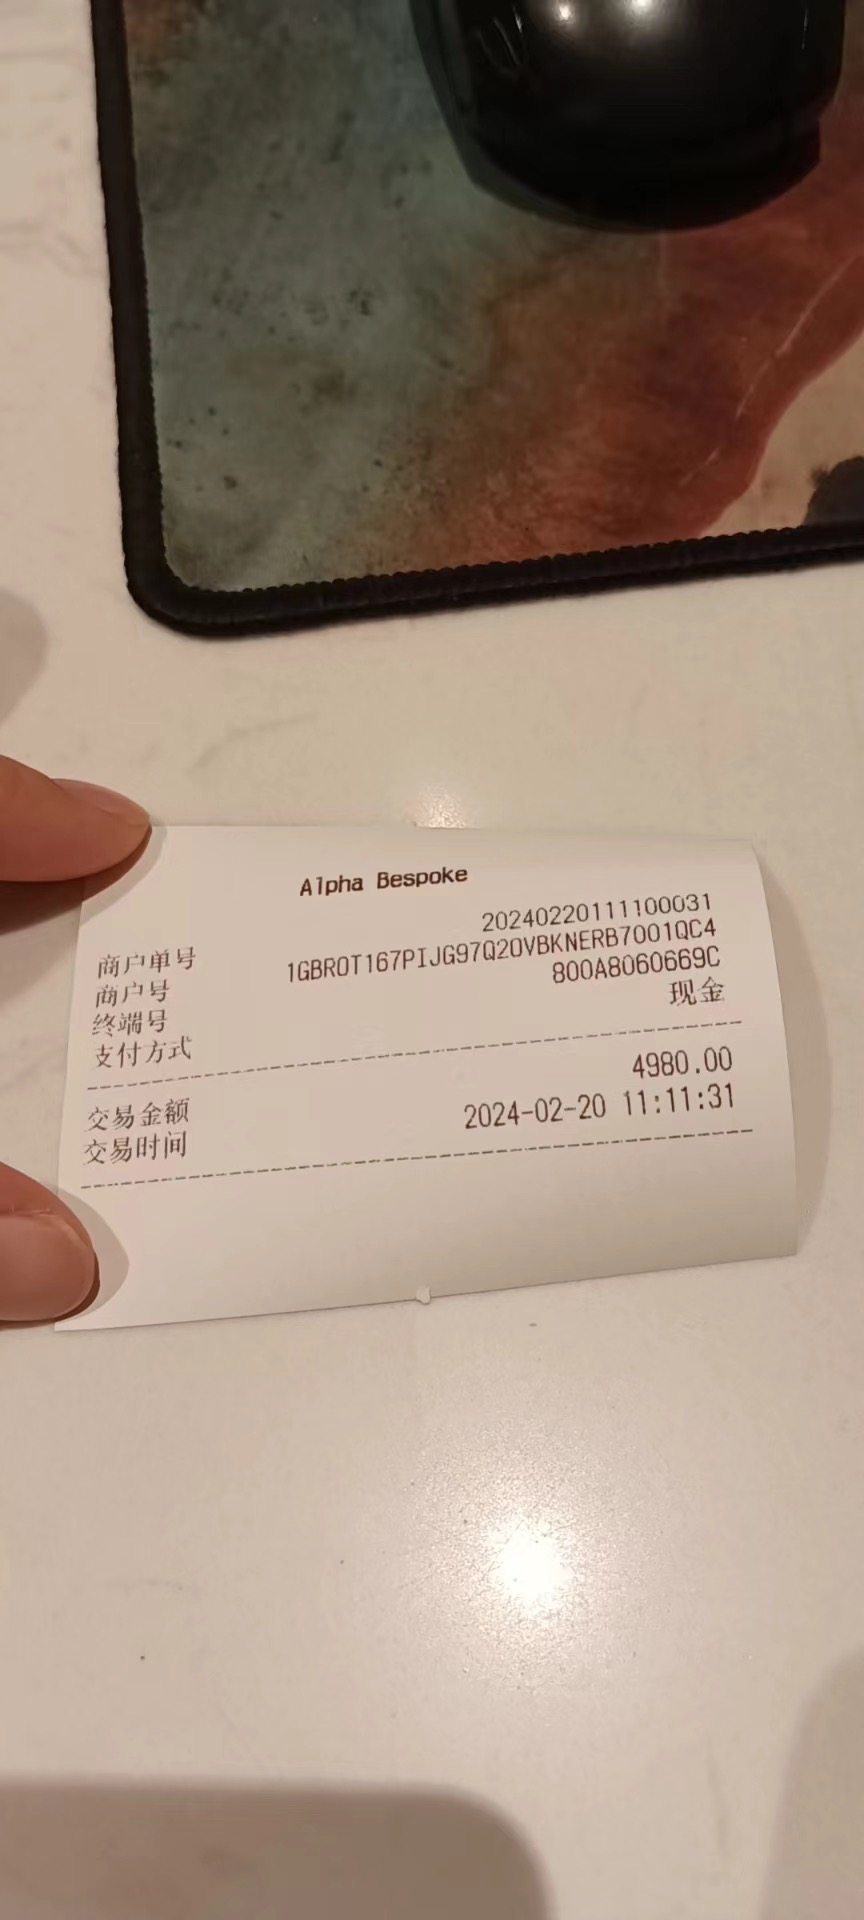 Alpha Bespoke
商户单号 20240220111100031
商户号 1GBROT167PIJG97Q20VBKNERB7001QC4
终端号 800A8060669C
支付方式 现金
交易金额 4980.00
交易时间 2024-02-20 11:11:31